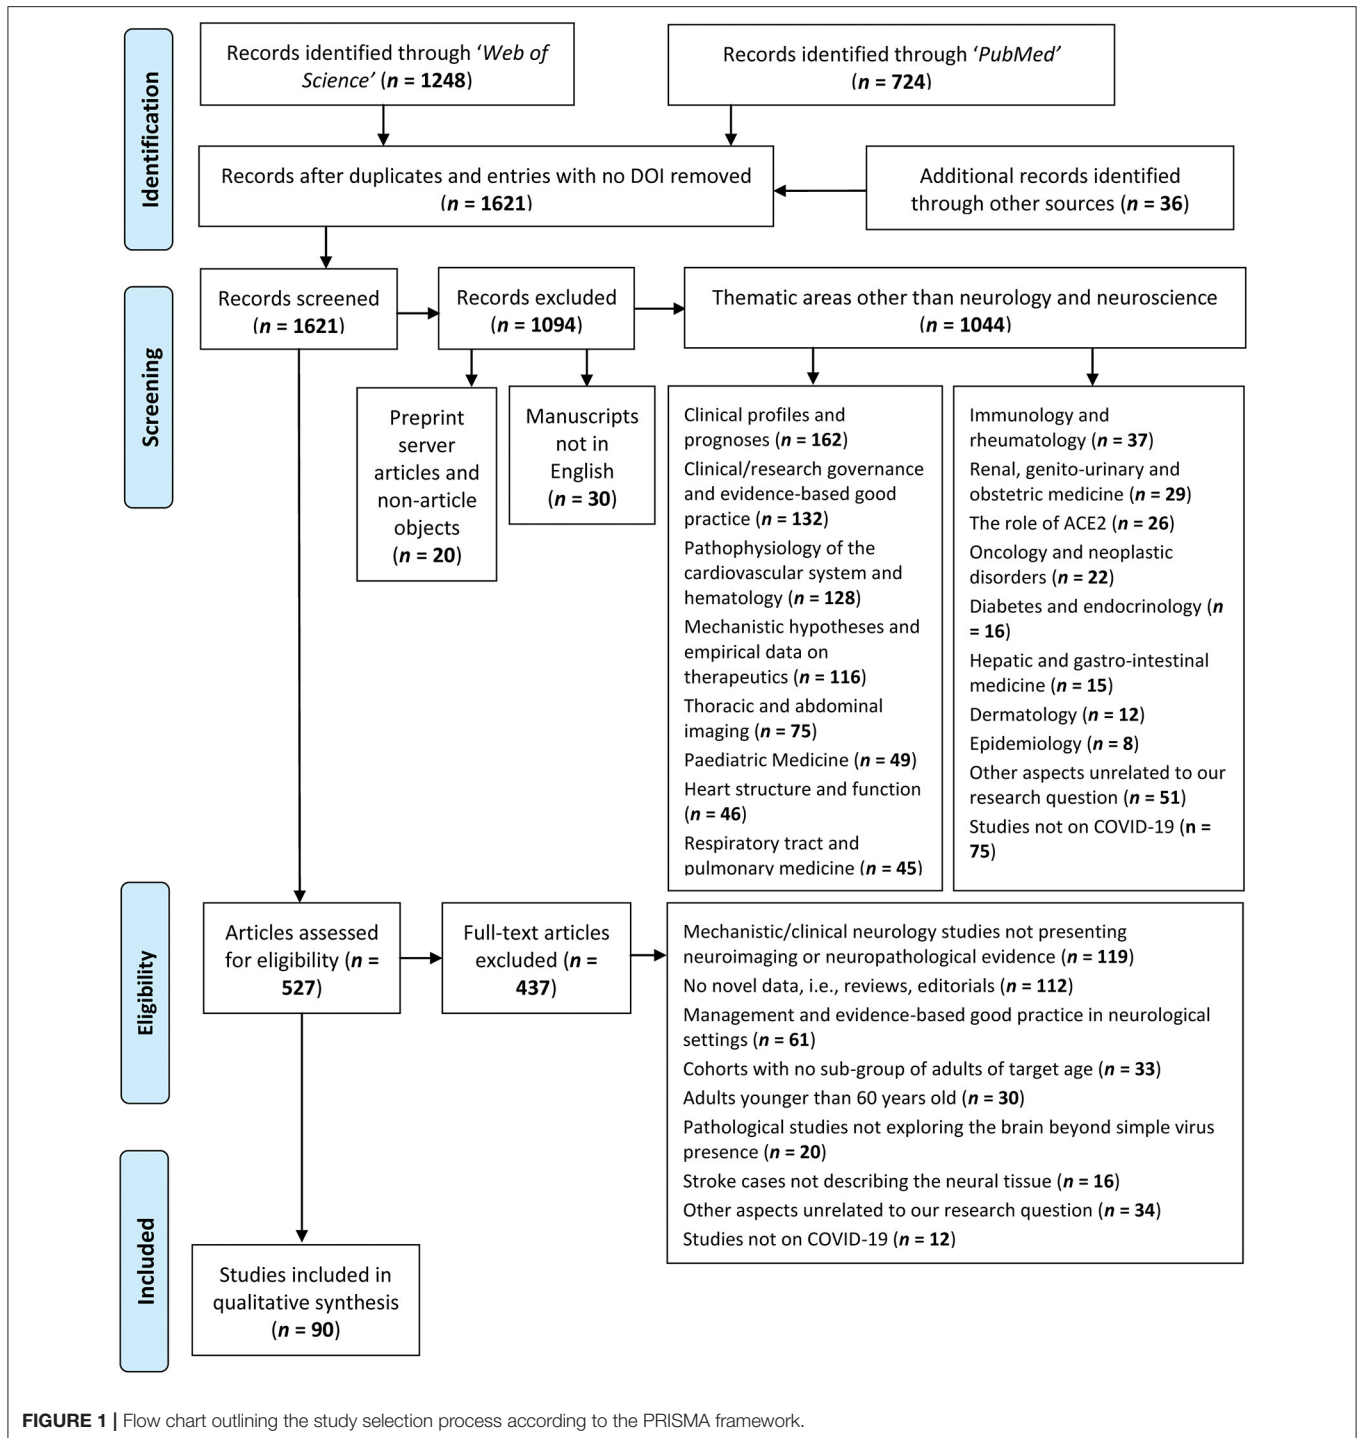 Identification
Records identified through ‘Web of
Science’ (n = 1248)
Records identified through ‘PubMed’
(n = 724)
Records after duplicates and entries with no DOI removed
(n = 1621)
Additional records identified
through other sources (n = 36)
Screening
Records screened
(n = 1621)
Records excluded
(n = 1094)
Thematic areas other than neurology and neuroscience
(n = 1044)
Preprint
server
articles and
non-article
objects
(n = 20)
Manuscripts
not in
English
(n = 30)
Clinical profiles and
prognoses (n = 162)
Clinical/research governance
and evidence-based good
practice (n = 132)
Pathophysiology of the
cardiovascular system and
hematology (n = 128)
Mechanistic hypotheses and
empirical data on
therapeutics (n = 116)
Thoracic and abdominal
imaging (n = 75)
Paediatric Medicine (n = 49)
Heart structure and function
(n = 46)
Respiratory tract and
pulmonary medicine (n = 45)
Immunology and
rheumatology (n = 37)
Renal, genito-urinary and
obstetric medicine (n = 29)
The role of ACE2 (n = 26)
Oncology and neoplastic
disorders (n = 22)
Diabetes and endocrinology (n
= 16)
Hepatic and gastro-intestinal
medicine (n = 15)
Dermatology (n = 12)
Epidemiology (n = 8)
Other aspects unrelated to our
research question (n = 51)
Studies not on COVID-19 (n =
75)
Eligibility
Articles assessed
for eligibility (n =
527)
Full-text articles
excluded (n =
437)
Mechanistic/clinical neurology studies not presenting
neuroimaging or neuropathological evidence (n = 119)
No novel data, i.e., reviews, editorials (n = 112)
Management and evidence-based good practice in neurological
settings (n = 61)
Cohorts with no sub-group of adults of target age (n = 33)
Adults younger than 60 years old (n = 30)
Pathological studies not exploring the brain beyond simple virus
presence (n = 20)
Stroke cases not describing the neural tissue (n = 16)
Other aspects unrelated to our research question (n = 34)
Studies not on COVID-19 (n = 12)
Included
Studies included in
qualitative synthesis
(n = 90)
FIGURE 1 | Flow chart outlining the study selection process according to the PRISMA framework.